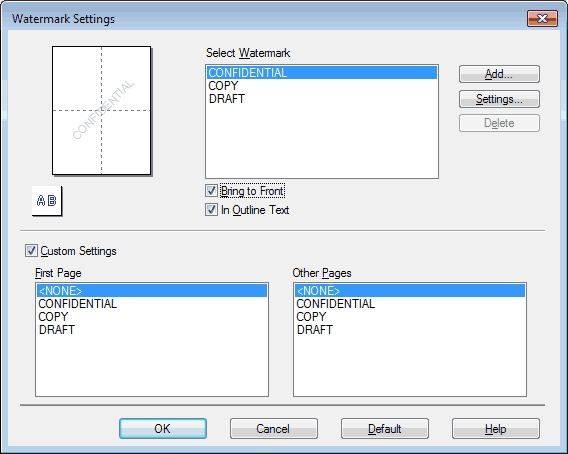 Watermark Settings
Select Watermark
CONFIDENTIAL
CONFIDENTIAL
COPY
DRAFT
Add...
Settings...
Delete
Bring to Front
AB
In Outline Text
Custom Settings
First Page
<NONE>
CONFIDENTIAL
COPY
DRAFT
Other Pages
<NONE>
CONFIDENTIAL
COPY
DRAFT
OK
Cancel
Default
Help